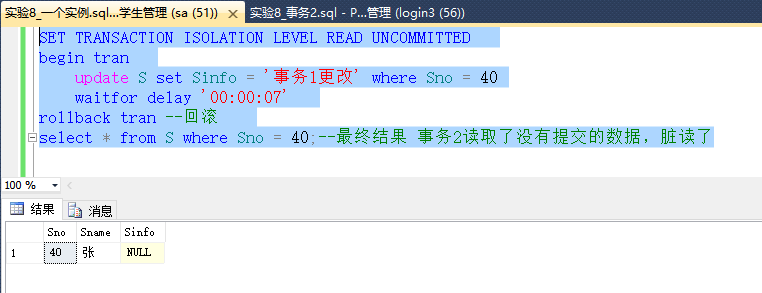 实验8_一个实例.sql...学生管理 (sa (51))) × 实验8_事务2.sql - P...管理 (login3 (56))
SET TRANSACTION ISOLATION LEVEL READ UNCOMMITTED
begin tran
update S set Sinfo = '事务1更改' where Sno = 40
waitfor delay '00:00:07'
rollback tran --回滚
select * from S where Sno = 40;--最终结果 事务2读取了没有提交的数据，脏读了
100 %
结果 消息
Sno Sname Sinfo
1 40 张 NULL